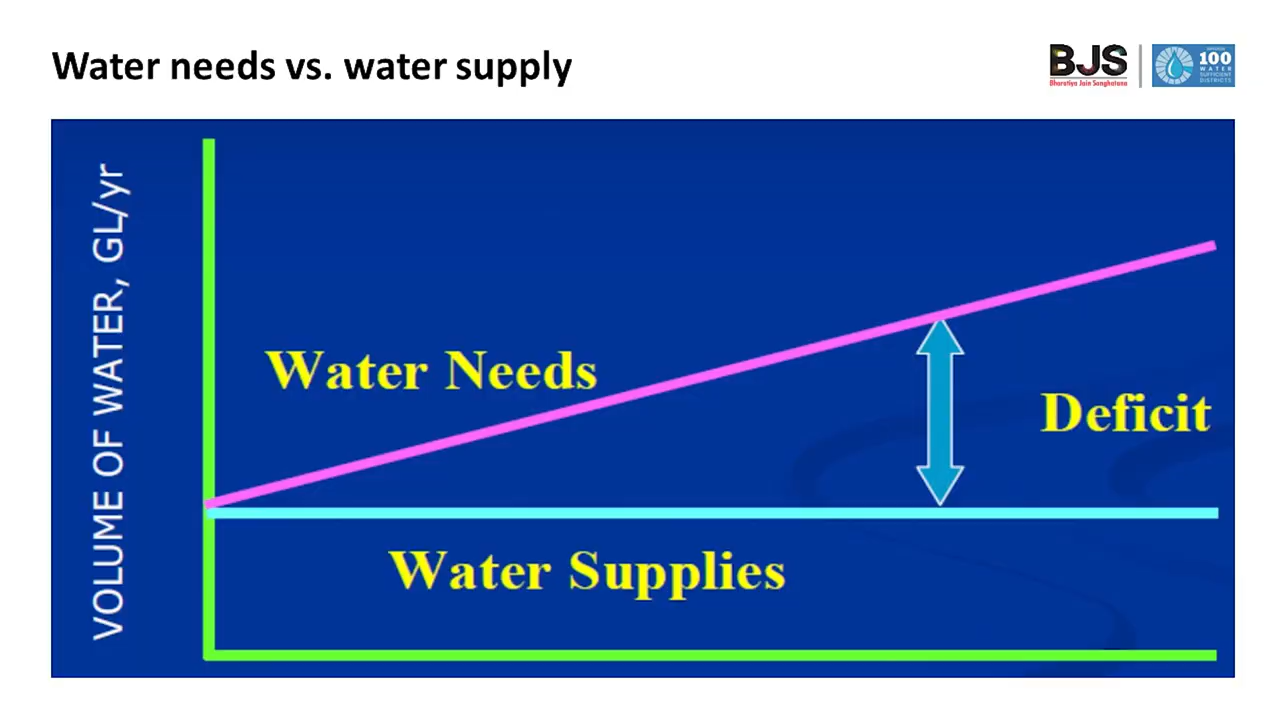 Water needs vs. water supply
BJS
Bharatiya Jain Sanghatana
100
WATER
SUFFICIENT
DISTRICTS
VOLUME OF WATER, GL/yr
Water Needs
Deficit
Water Supplies